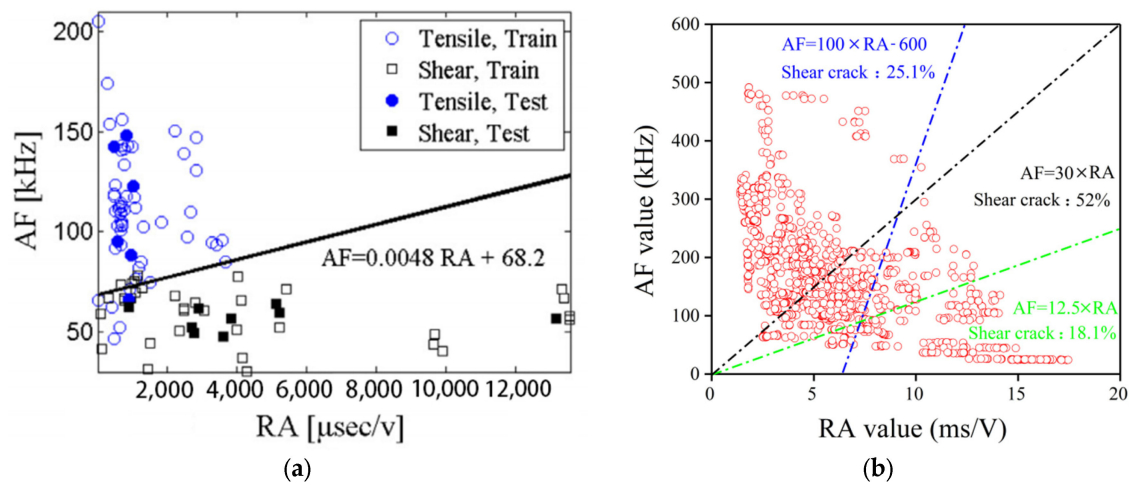 200
150
100
50
AF [kHz]
2,000 4,000 6,000 8,000 10,000 12,000
RA [μsec/v]
Tensile, Train
Shear, Train
Tensile, Test
Shear, Test
AF=0.0048 RA + 68.2
(a)
600
500
400
300
200
100
0
AF value (kHz)
0 5 10 15 20
RA value (ms/V)
AF=100×RA-600
Shear crack : 25.1%
AF=30×RA
Shear crack : 52%
AF=12.5×RA
Shear crack : 18.1%
(b)